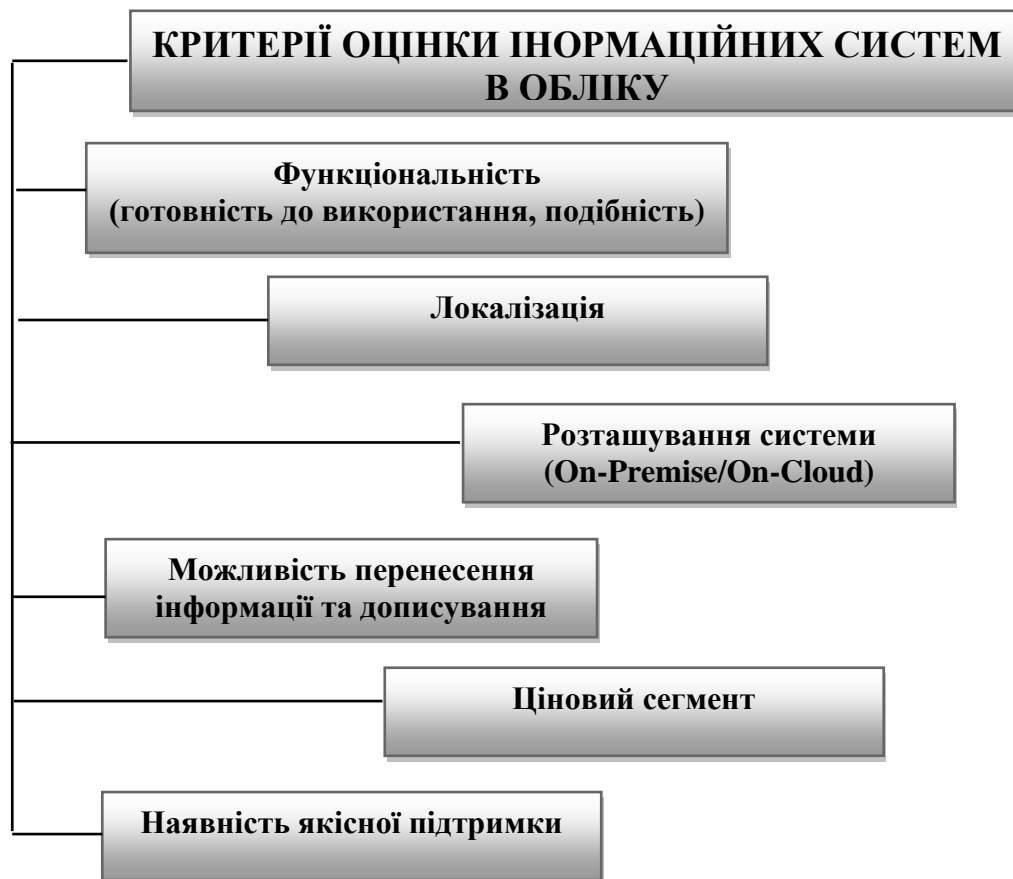 КРИТЕРІЇ ОЦІНКИ ІНОРМАЦІЙНИХ СИСТЕМ
В ОБЛІКУ
Функціональність
(готовність до використання, подібність)
Локалізація
Розташування системи
(On-Premise/On-Cloud)
Можливість перенесення
інформації та дописування
Ціновий сегмент
Наявність якісної підтримки